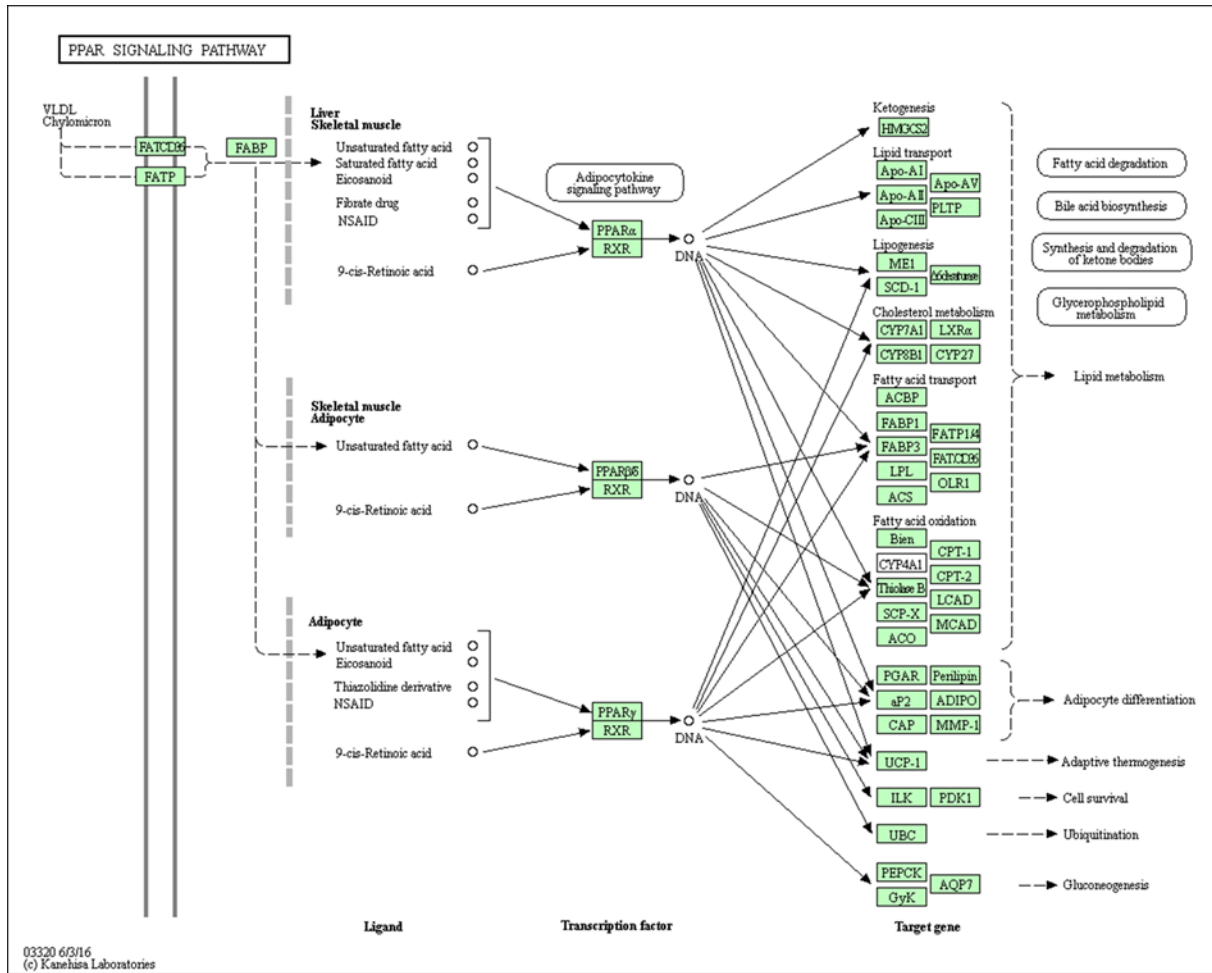 PPAR SIGNALING PATHWAY
VLDL
Chylomicron
FATCD36
FATP
FABP
Liver
Skeletal muscle
Unsaturated fatty acid
Saturated fatty acid
Eicosanoid
Fibrate drug
NSAID
9-cis-Retinoic acid
Adipocytokine
signaling pathway
PPARα
RXR
DNA
Skeletal muscle
Adipocyte
Unsaturated fatty acid
9-cis-Retinoic acid
PPARβ/δ
RXR
DNA
Adipocyte
Unsaturated fatty acid
Eicosanoid
Thiazolidine derivative
NSAID
9-cis-Retinoic acid
PPARγ
RXR
DNA
Ketogenesis
HMGCS2
Lipid transport
Apo-AI
Apo-AII
Apo-CIII
Apo-AV
PLTP
Lipogenesis
ME1
SCD-1
Δ6desaturase
Cholesterol metabolism
CYP7A1
LXRα
CYP8B1
CYP27
Fatty acid transport
ACBP
FABP1
FABP3
LPL
ACS
FATP1/4
FATCD36
OLR1
Fatty acid oxidation
Bien
CYP4A1
Thiolase B
SCP-X
ACO
CPT-1
CPT-2
LCAD
MCAD
PGAR
Perilipin
aP2
ADIPO
CAP
MMP-1
UCP-1
ILK
PDK1
UBC
PEPCK
GyK
AQP7
Fatty acid degradation
Bile acid biosynthesis
Synthesis and degradation
of ketone bodies
Glycerophospholipid
metabolism
Lipid metabolism
Adipocyte differentiation
Adaptive thermogenesis
Cell survival
Ubiquitination
Gluconeogenesis
Ligand
Transcription factor
Target gene
03320 6/3/16
(c) Kanehisa Laboratories